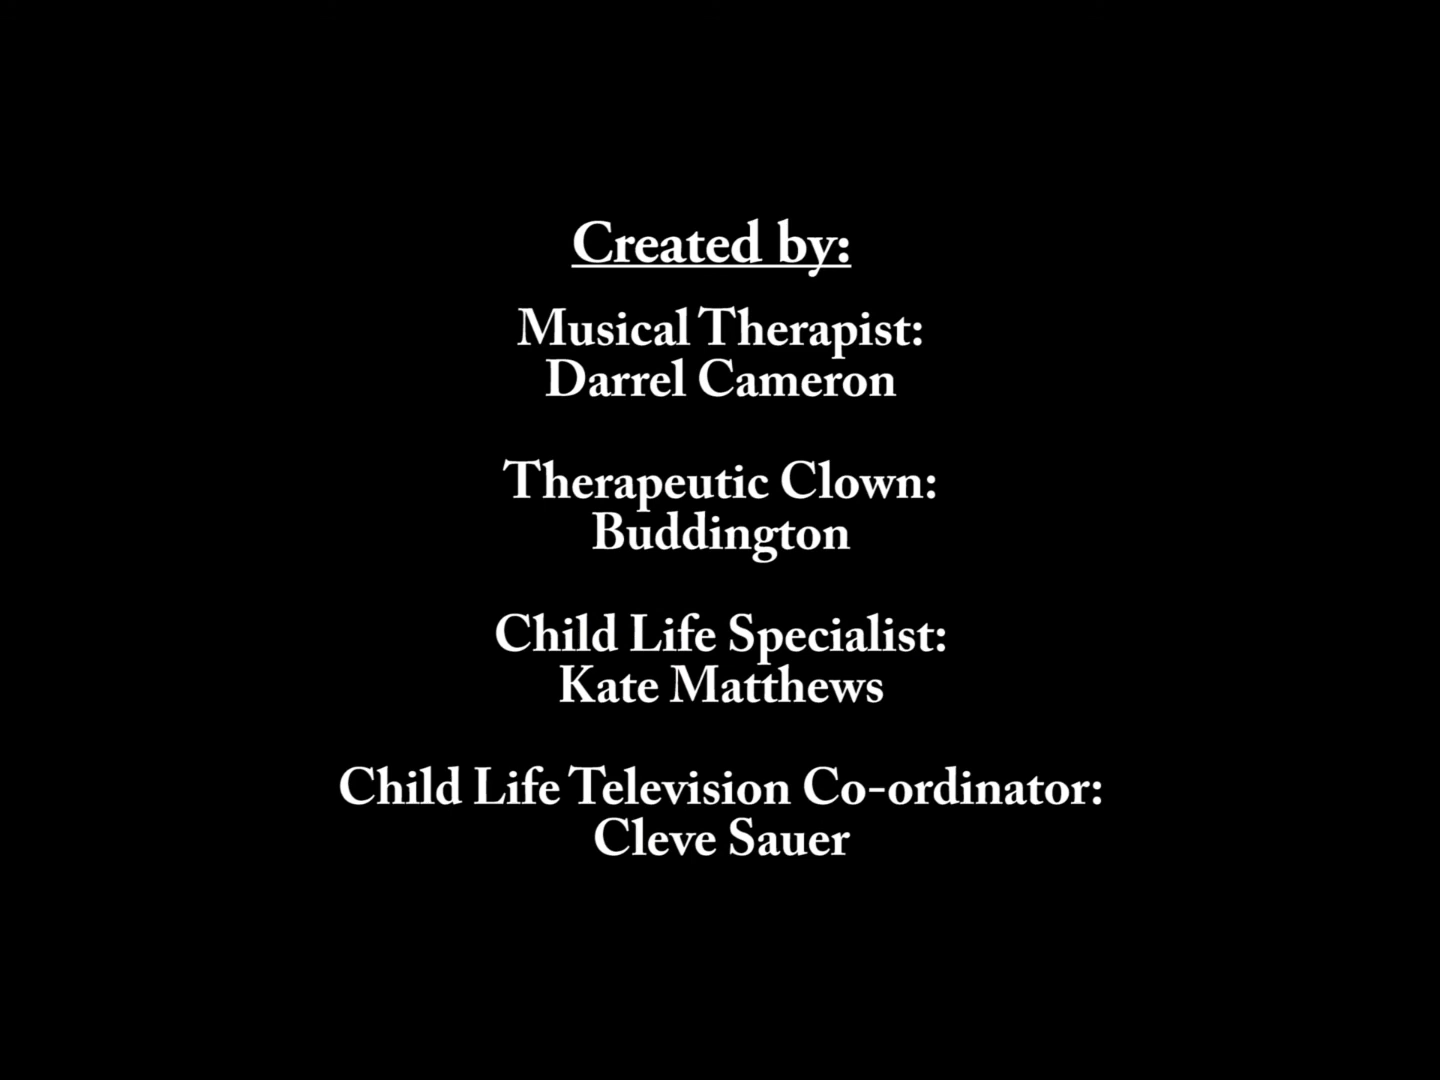 Created by:
Musical Therapist:
Darrel Cameron
Therapeutic Clown:
Buddington
Child Life Specialist:
Kate Matthews
Child Life Television Co-ordinator:
Cleve Sauer